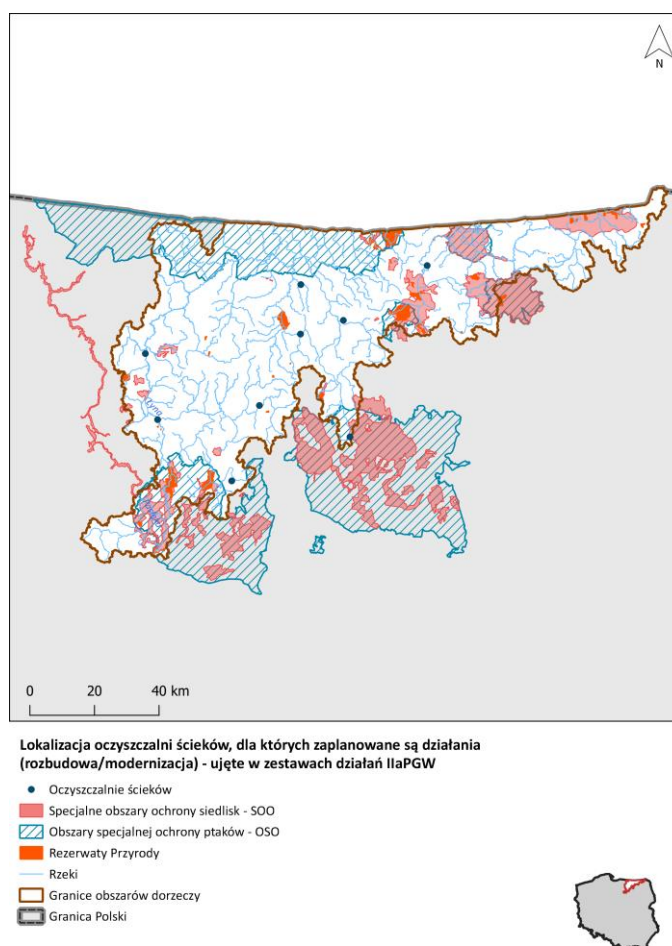 N
Łyna
0 20 40 km
Lokalizacja oczyszczalni ścieków, dla których zaplanowane są działania
(rozbudowa/modernizacja) - ujęte w zestawach działań IIaPGW
Oczyszczalnie ścieków
Specjalne obszary ochrony siedlisk - SOO
Obszary specjalnej ochrony ptaków - OSO
Rezerwaty Przyrody
Rzeki
Granice obszarów dorzeczy
Granica Polski